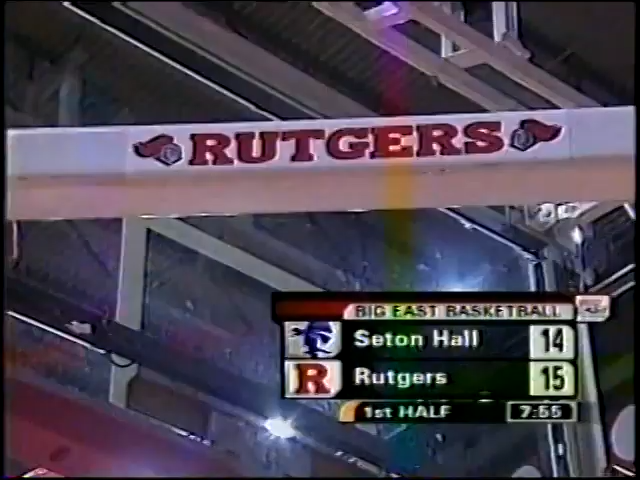 RUTGERS
BIG EAST BASKETBALL
Seton Hall 14
R Rutgers 15
1st HALF 7:55